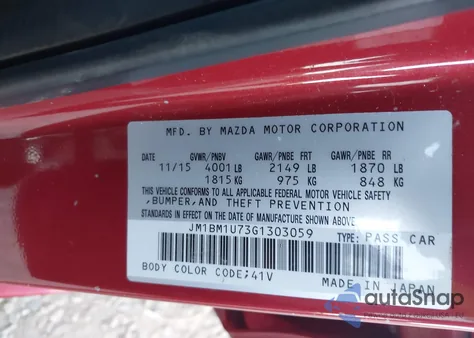 MFD. BY MAZDA MOTOR CORPORATION
DATE GVWR/PNBV GAWR/PNBE FRT GAWR/PNBE RR
11/15 4001 LB 2149 LB 1870 LB
1815 KG 975 KG 848 KG
THIS VEHICLE CONFORMS TO ALL APPLICABLE FEDERAL MOTOR VEHICLE SAFETY
,BUMPER,AND THEFT PREVENTION
STANDARDS IN EFFECT ON THE DATE OF MANUFACTURE SHOWN ABOVE.
JM1BM1U73G1303059
TYPE: PASS CAR
BODY COLOR CODE:41V
MADE IN JAPAN
autoSnap